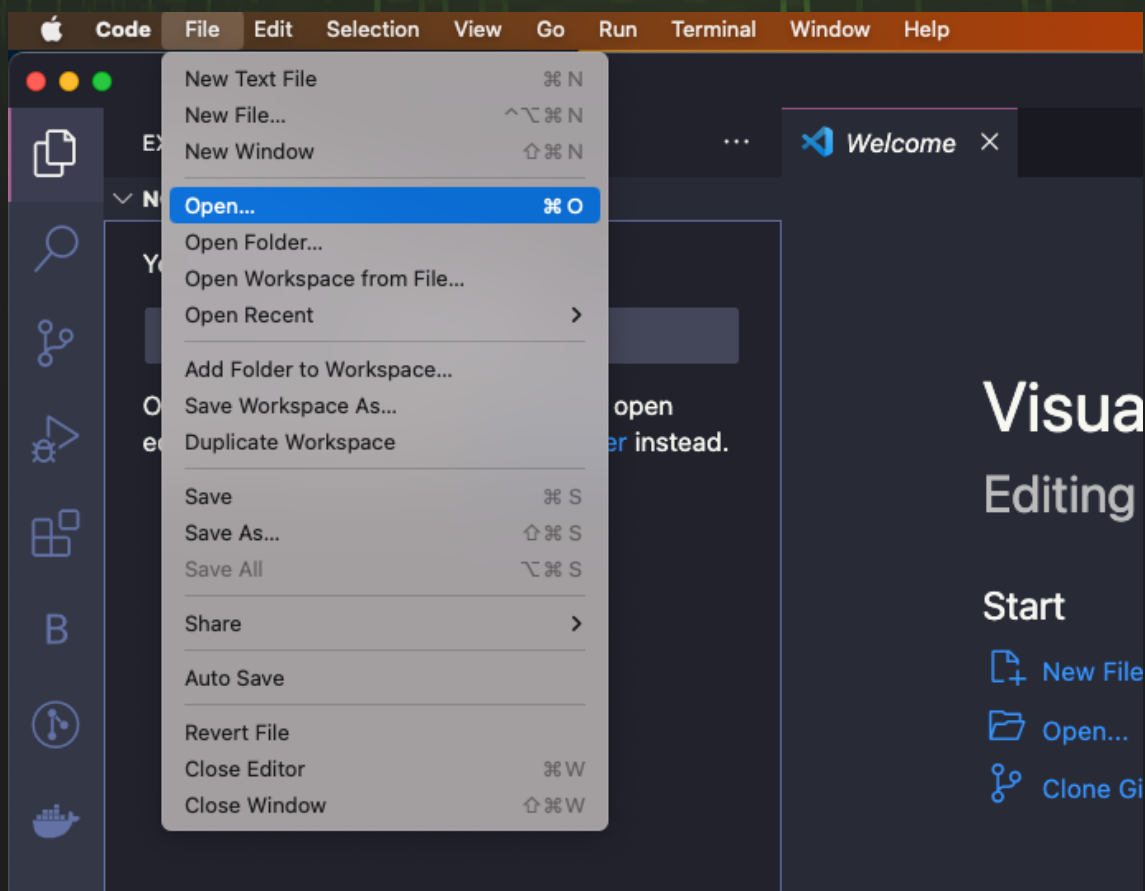 Code File Edit Selection View Go Run Terminal Window Help
New Text File ⌘ N
New File... ^⌥⌘ N
New Window ⇧⌘ N
Open... ⌘ O
Open Folder...
Open Workspace from File...
Open Recent
Add Folder to Workspace...
Save Workspace As...
Duplicate Workspace
Save ⌘ S
Save As... ⇧⌘ S
Save All ⌥⌘ S
Share
Auto Save
Revert File
Close Editor ⌘W
Close Window ⇧⌘W
open
instead.
B
Welcome
Editing
Start
New File
Open...
Clone